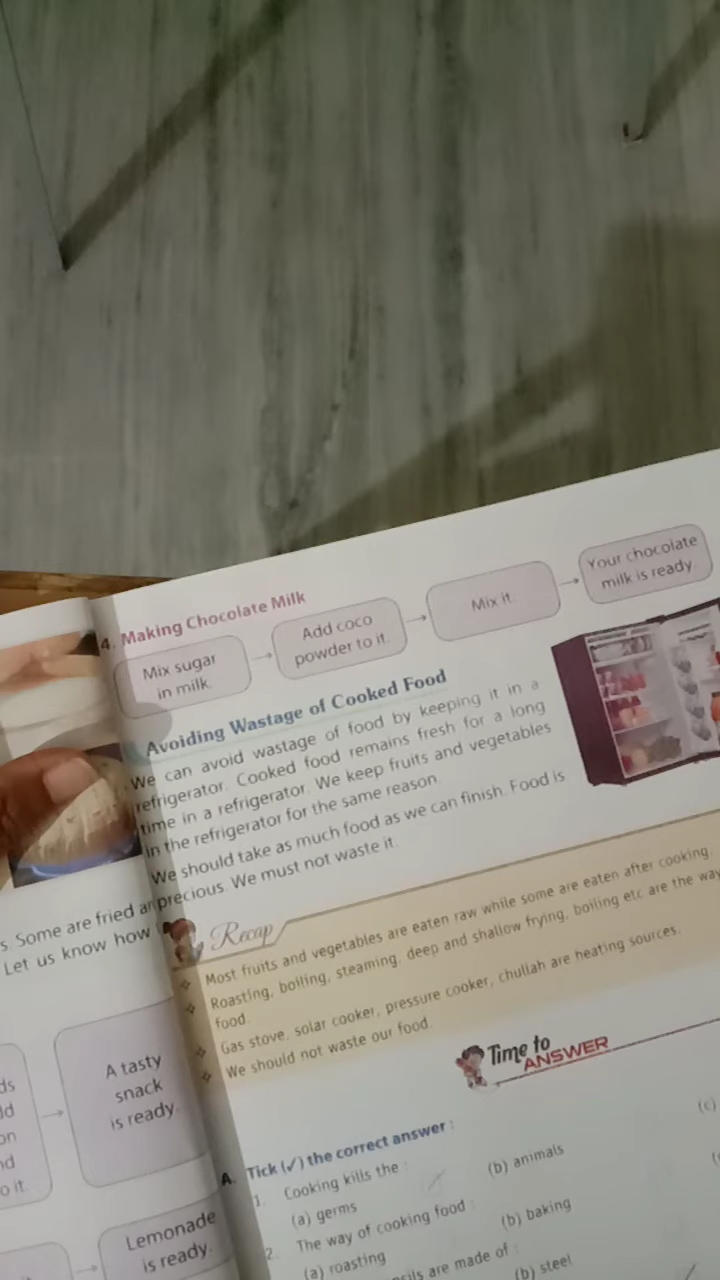 4. Making Chocolate Milk
Mix sugar
in milk.
Add coco
powder to it.
Mix it.
Your chocolate
milk is ready.
Avoiding Wastage of Cooked Food
We can avoid wastage of food by keeping it in a
refrigerator. Cooked food remains fresh for a long
time in a refrigerator. We keep fruits and vegetables
in the refrigerator for the same reason.
We should take as much food as we can finish. Food is
precious. We must not waste it.
Recap
Most fruits and vegetables are eaten raw while some are eaten after cooking.
Roasting, boiling, steaming, deep and shallow frying, boiling etc are the way
food.
Gas stove, solar cooker, pressure cooker, chullah are heating sources.
We should not waste our food.
Time to
ANSWER
A. Tick (✓) the correct answer :
1. Cooking kills the :
(a) germs
(b) animals
(c)
2. The way of cooking food :
(a) roasting
(b) baking
are made of :
(b) steel
s. Some are fried
Let us know how
A tasty
snack
is ready.
o it.
Lemonade
is ready.